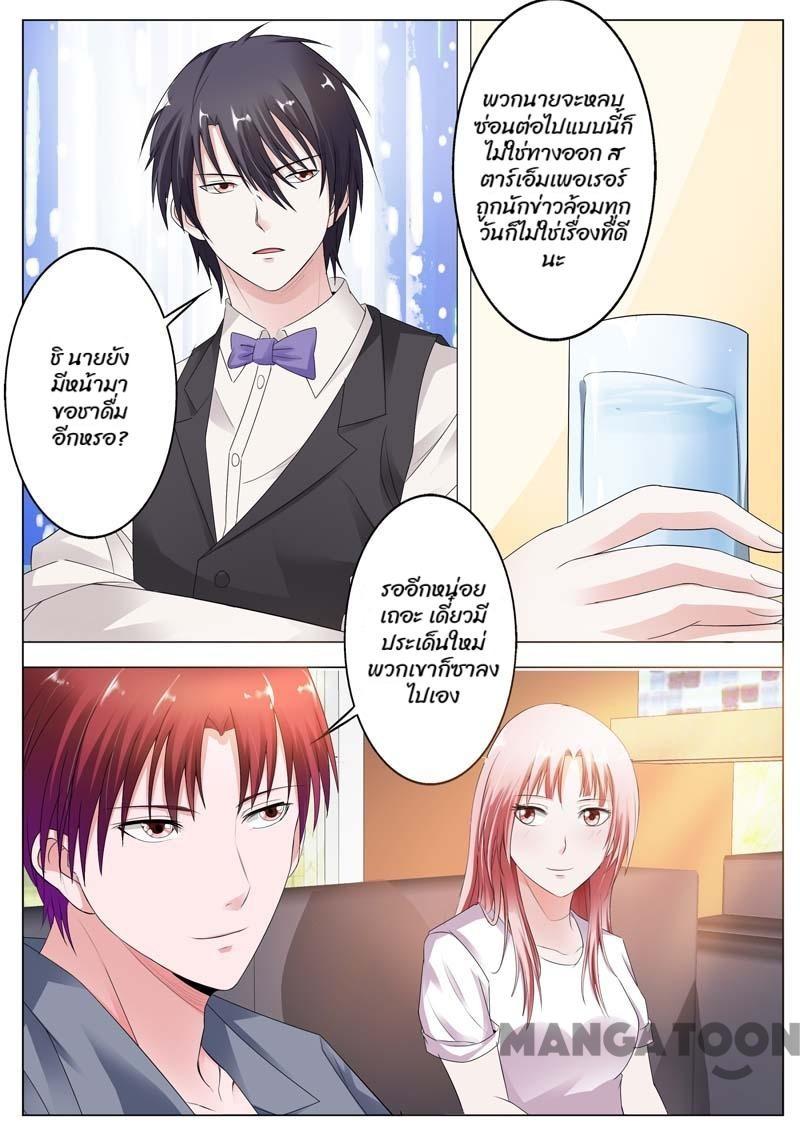 ชิ นายยัง
มีหน้ามา
ขอชาดื่ม
อีกหรอ?
พวกนายจะหลบ
ซ่อนต่อไปแบบนี้ก็
ไม่ใช่ทางออก ส
ตาร์เอ็มเพอเรอร์
ถูกนักข่าวล้อมทุก
วันก็ไม่ใช่เรื่องที่ดี
นะ
รออีกหน่อย
เถอะ เดี๋ยวมี
ประเด็นใหม่
พวกเขาก็ซาลง
ไปเอง
MANGATOON